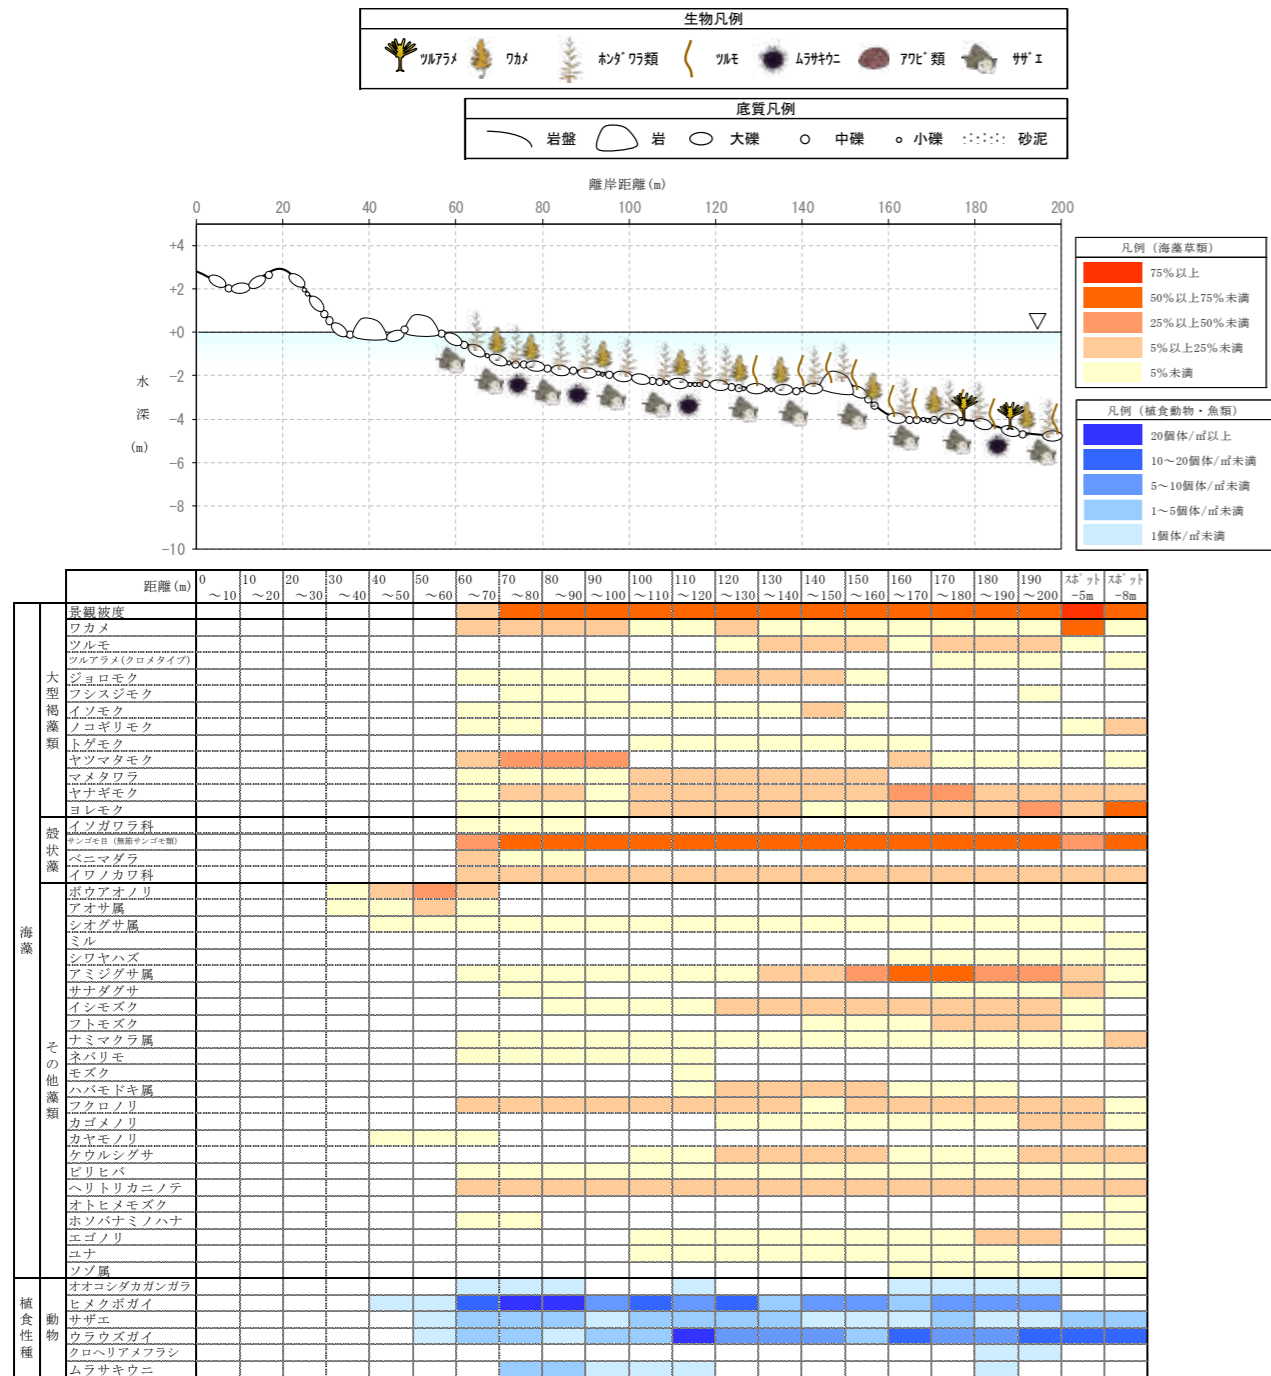 生物凡例
ﾂﾙｱﾗﾒ ﾜｶﾒ ﾎﾝﾀﾞﾜﾗ類 ﾂﾙﾓ ﾑﾗｻｷｳﾆ ｱﾜﾋﾞ類 ｻｻﾞｴ
底質凡例
岩盤 岩 大礫 中礫 小礫 砂泥
離岸距離(m)
0 20 40 60 80 100 120 140 160 180 200
+4
+2
+0
-2
-4
-6
-8
-10
水深(m)
凡例（海藻草類）
75%以上
50%以上75%未満
25%以上50%未満
5%以上25%未満
5%未満
凡例（植食動物・魚類）
20個体/㎡以上
10～20個体/㎡未満
5～10個体/㎡未満
1～5個体/㎡未満
1個体/㎡未満
距離(m) 0 10 20 30 40 50 60 70 80 90 100 110 120 130 140 150 160 170 180 190 ｽﾎﾟｯﾄ ｽﾎﾟｯﾄ
～10 ～20 ～30 ～40 ～50 ～60 ～70 ～80 ～90 ～100 ～110 ～120 ～130 ～140 ～150 ～160 ～170 ～180 ～190 ～200 -5m -8m
海藻
大型褐藻類
景観被度
ワカメ
ツルモ
ツルアラメ(クロメタイプ)
ジョロモク
フシスジモク
イソモク
ノコギリモク
トゲモク
ヤツマタモク
マメタワラ
ヤナギモク
ヨレモク
殻状藻
イソガワラ科
サンゴモ目（無節サンゴモ類）
ベニマダラ
イワノカワ科
その他藻類
ボウアオノリ
アオサ属
シオグサ属
ミル
シワヤハズ
アミジグサ属
サナダグサ
イシモズク
フトモズク
ナミマクラ属
ネバリモ
モズク
ハバモドキ属
フクロノリ
カゴメノリ
カヤモノリ
ケウルシグサ
ピリヒバ
ヘリトリカニノテ
オトヒメモズク
ホソバナミノハナ
エゴノリ
ユナ
ソゾ属
植食性種
動物
オオコシダカガンガラ
ヒメクボガイ
サザエ
ウラウズガイ
クロヘリアメフラシ
ムラサキウニ